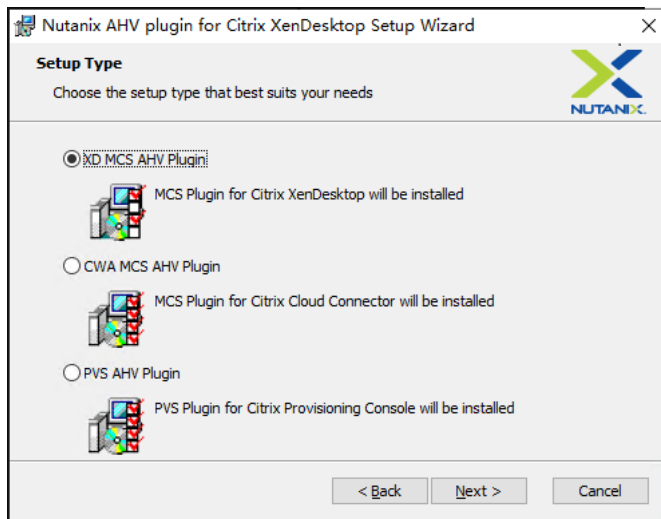 Nutanix AHV plugin for Citrix XenDesktop Setup Wizard
Setup Type
Choose the setup type that best suits your needs
NUTANIX.
XD MCS AHV Plugin
MCS Plugin for Citrix XenDesktop will be installed
CWA MCS AHV Plugin
MCS Plugin for Citrix Cloud Connector will be installed
PVS AHV Plugin
PVS Plugin for Citrix Provisioning Console will be installed
< Back Next > Cancel